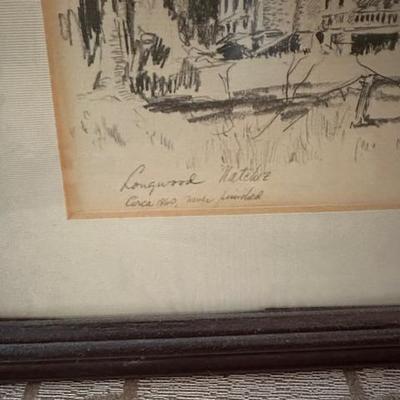 Longwood Natchez
Circa 1860, never finished